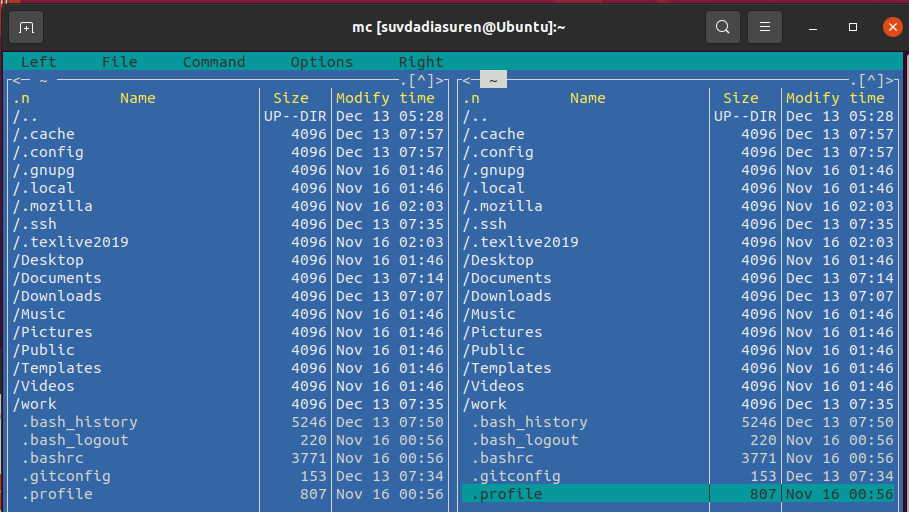 mc [suvdadiasuren@Ubuntu]:~
Left File Command Options Right
<─ ~ .[^]> <─ ~ .[^]>
.n Name Size Modify time .n Name Size Modify time
/.. UP--DIR Dec 13 05:28 /.. UP--DIR Dec 13 05:28
/.cache 4096 Dec 13 07:57 /.cache 4096 Dec 13 07:57
/.config 4096 Dec 13 07:57 /.config 4096 Dec 13 07:57
/.gnupg 4096 Nov 16 01:46 /.gnupg 4096 Nov 16 01:46
/.local 4096 Nov 16 01:46 /.local 4096 Nov 16 01:46
/.mozilla 4096 Nov 16 02:03 /.mozilla 4096 Nov 16 02:03
/.ssh 4096 Dec 13 07:35 /.ssh 4096 Dec 13 07:35
/.texlive2019 4096 Nov 16 02:03 /.texlive2019 4096 Nov 16 02:03
/Desktop 4096 Nov 16 01:46 /Desktop 4096 Nov 16 01:46
/Documents 4096 Dec 13 07:14 /Documents 4096 Dec 13 07:14
/Downloads 4096 Dec 13 07:07 /Downloads 4096 Dec 13 07:07
/Music 4096 Nov 16 01:46 /Music 4096 Nov 16 01:46
/Pictures 4096 Nov 16 01:46 /Pictures 4096 Nov 16 01:46
/Public 4096 Nov 16 01:46 /Public 4096 Nov 16 01:46
/Templates 4096 Nov 16 01:46 /Templates 4096 Nov 16 01:46
/Videos 4096 Nov 16 01:46 /Videos 4096 Nov 16 01:46
/work 4096 Dec 13 07:35 /work 4096 Dec 13 07:35
.bash_history 5246 Dec 13 07:50 .bash_history 5246 Dec 13 07:50
.bash_logout 220 Nov 16 00:56 .bash_logout 220 Nov 16 00:56
.bashrc 3771 Nov 16 00:56 .bashrc 3771 Nov 16 00:56
.gitconfig 153 Dec 13 07:34 .gitconfig 153 Dec 13 07:34
.profile 807 Nov 16 00:56 .profile 807 Nov 16 00:56